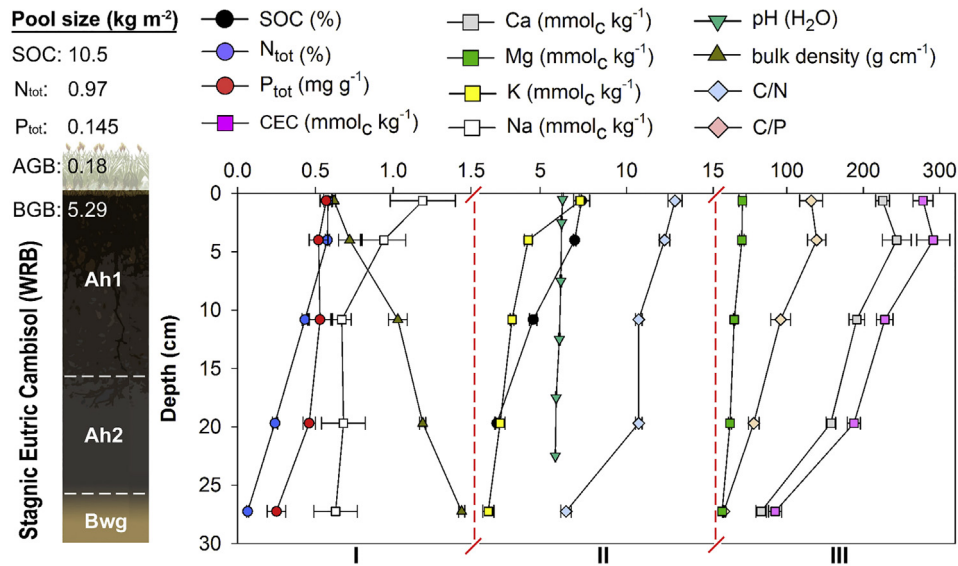 Pool size (kg m-2)
SOC: 10.5
Ntot: 0.97
Ptot: 0.145
AGB: 0.18
BGB: 5.29
Stagnic Eutric Cambisol (WRB)
Ah1
Ah2
Bwg
SOC (%)
Ntot (%)
Ptot (mg g-1)
CEC (mmolC kg-1)
Ca (mmolC kg-1)
Mg (mmolC kg-1)
K (mmolC kg-1)
Na (mmolC kg-1)
pH (H2O)
bulk density (g cm-1)
C/N
C/P
0.0 0.5 1.0 1.5 5 10 15 100 200 300
Depth (cm)
0
5
10
15
20
25
30
I II III